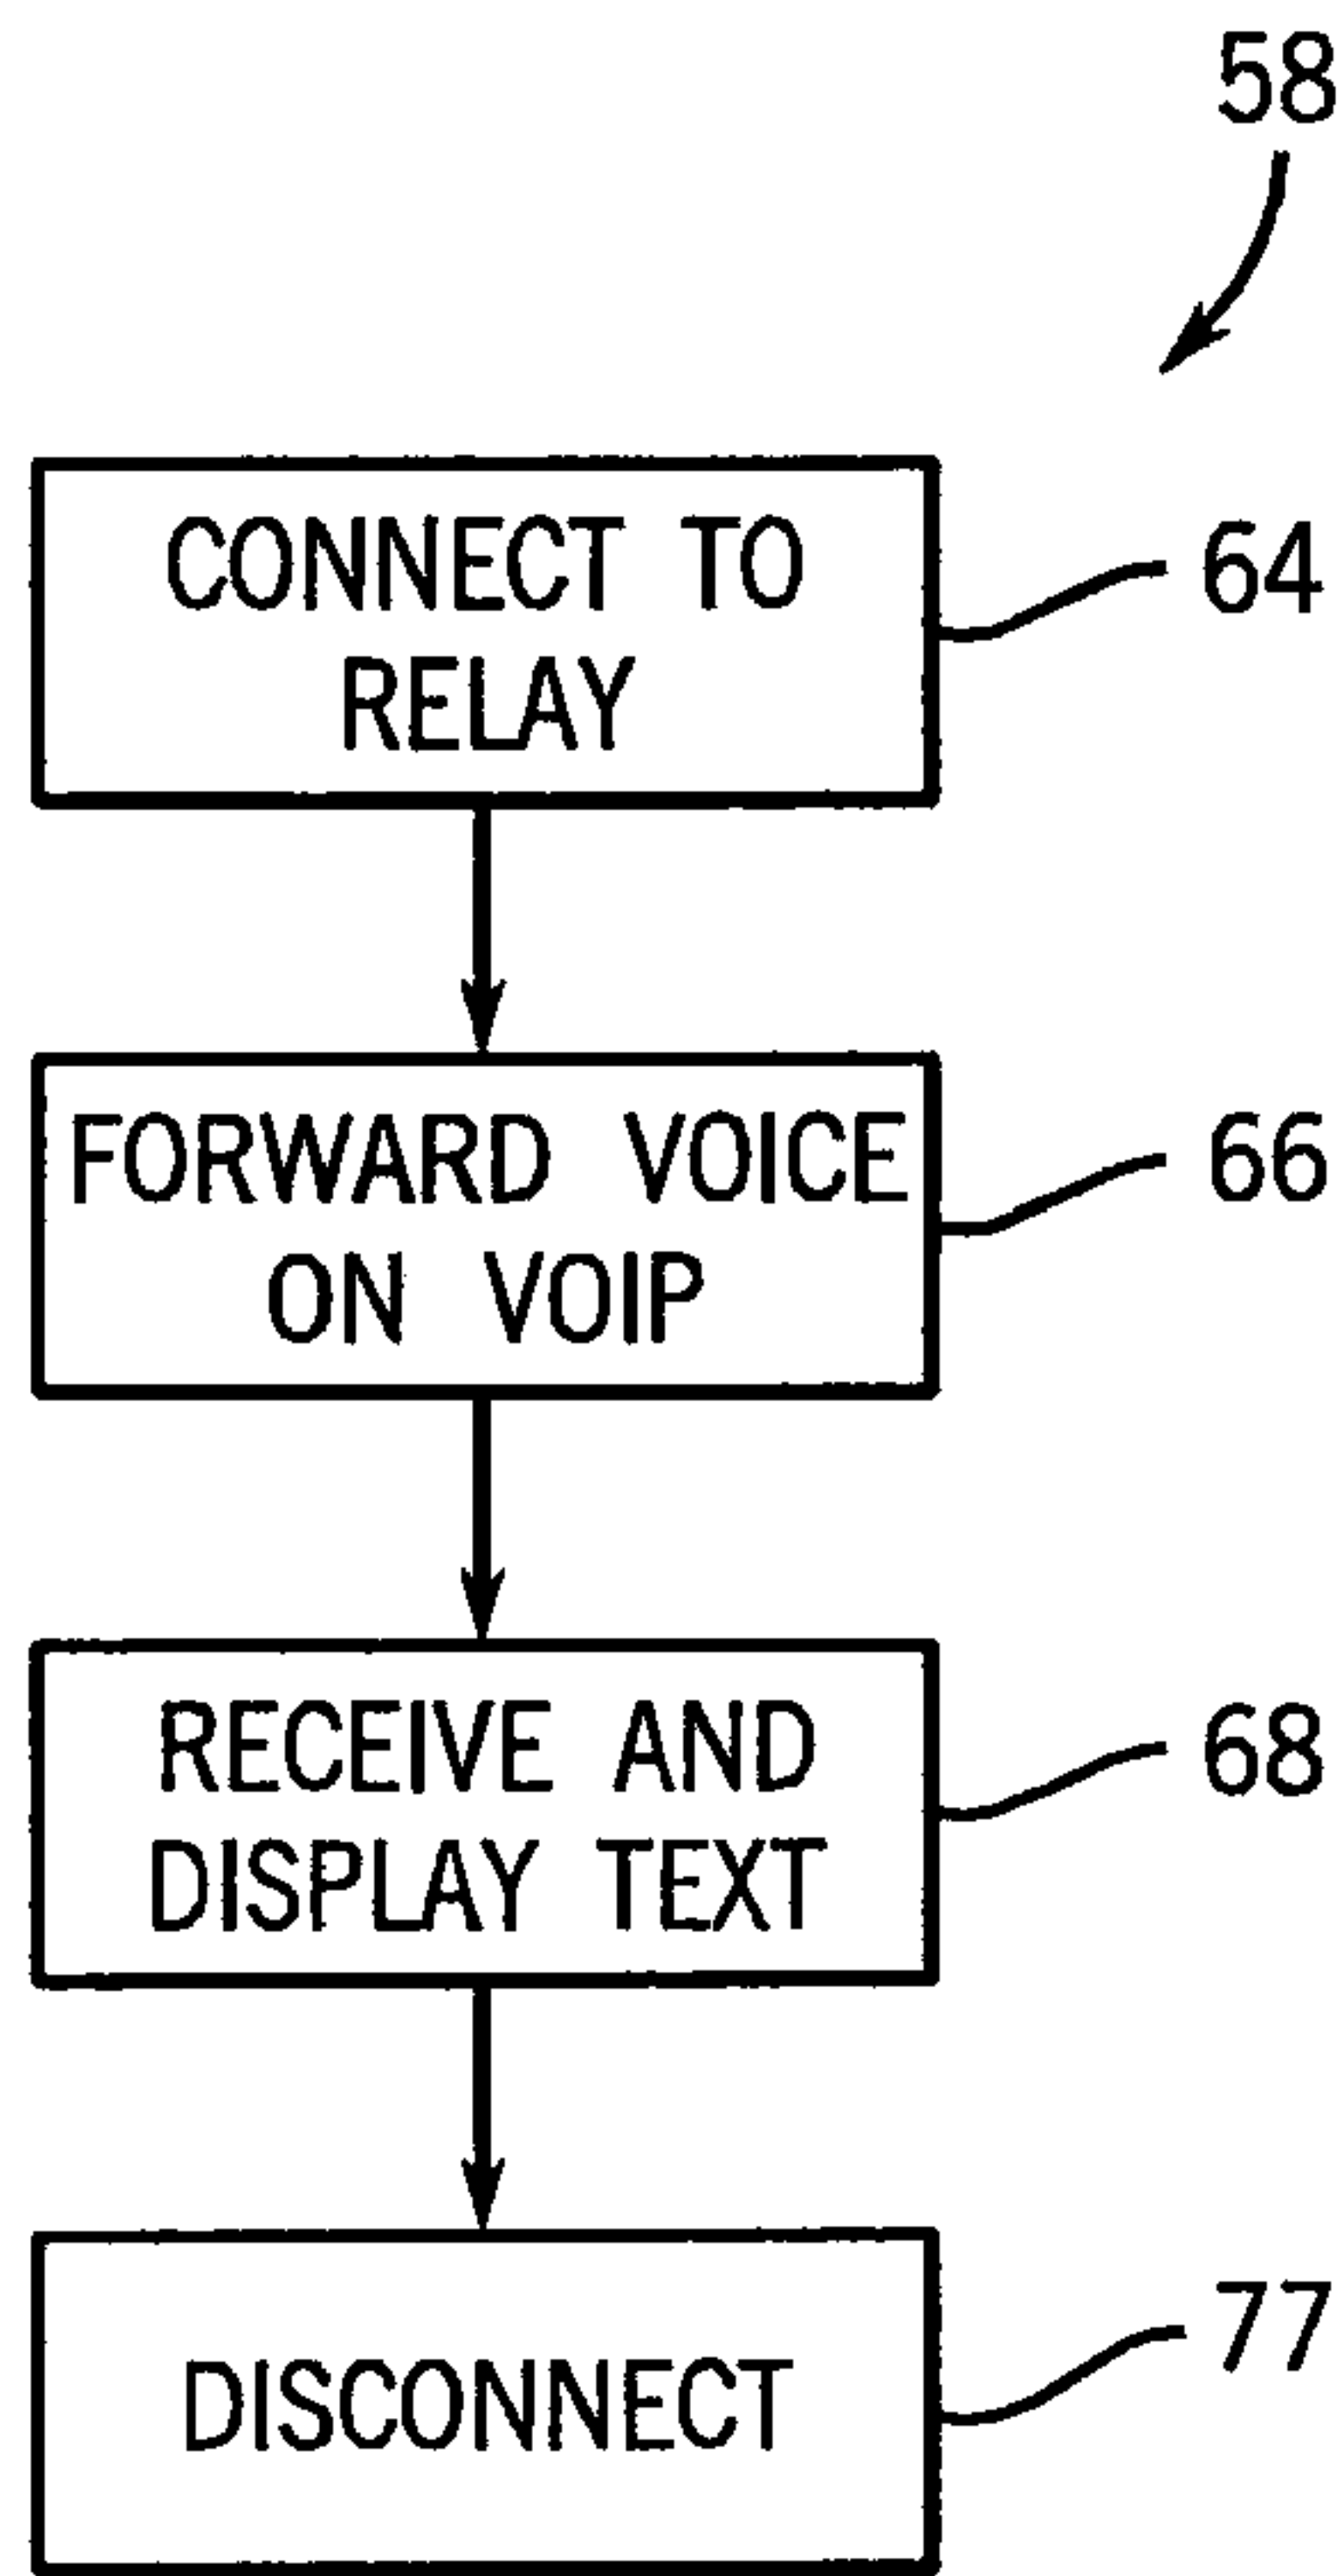 58
CONNECT TO
RELAY
64
FORWARD VOICE
ON VOIP
66
RECEIVE AND
DISPLAY TEXT
68
DISCONNECT
77